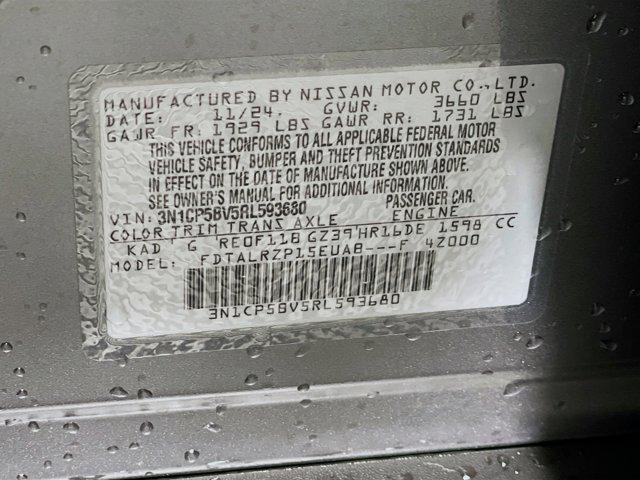 MANUFACTURED BY NISSAN MOTOR CO.,LTD.
DATE: 11/24. GVWR: 3660 LBS
GAWR FR: 1929 LBS GAWR RR: 1731 LBS
THIS VEHICLE CONFORMS TO ALL APPLICABLE FEDERAL MOTOR
VEHICLE SAFETY, BUMPER AND THEFT PREVENTION STANDARDS
IN EFFECT ON THE DATE OF MANUFACTURE SHOWN ABOVE.
SEE OWNER'S MANUAL FOR ADDITIONAL INFORMATION.
VIN: 3N1CP5BV5RL593680 PASSENGER CAR.
COLOR TRIM TRANS AXLE ENGINE
KAD G RE0F11B GZ39 HR16DE 1598 CC
MODEL: FDTALRZP15EUAB---F 4Z000
3N1CP5BV5RL593680